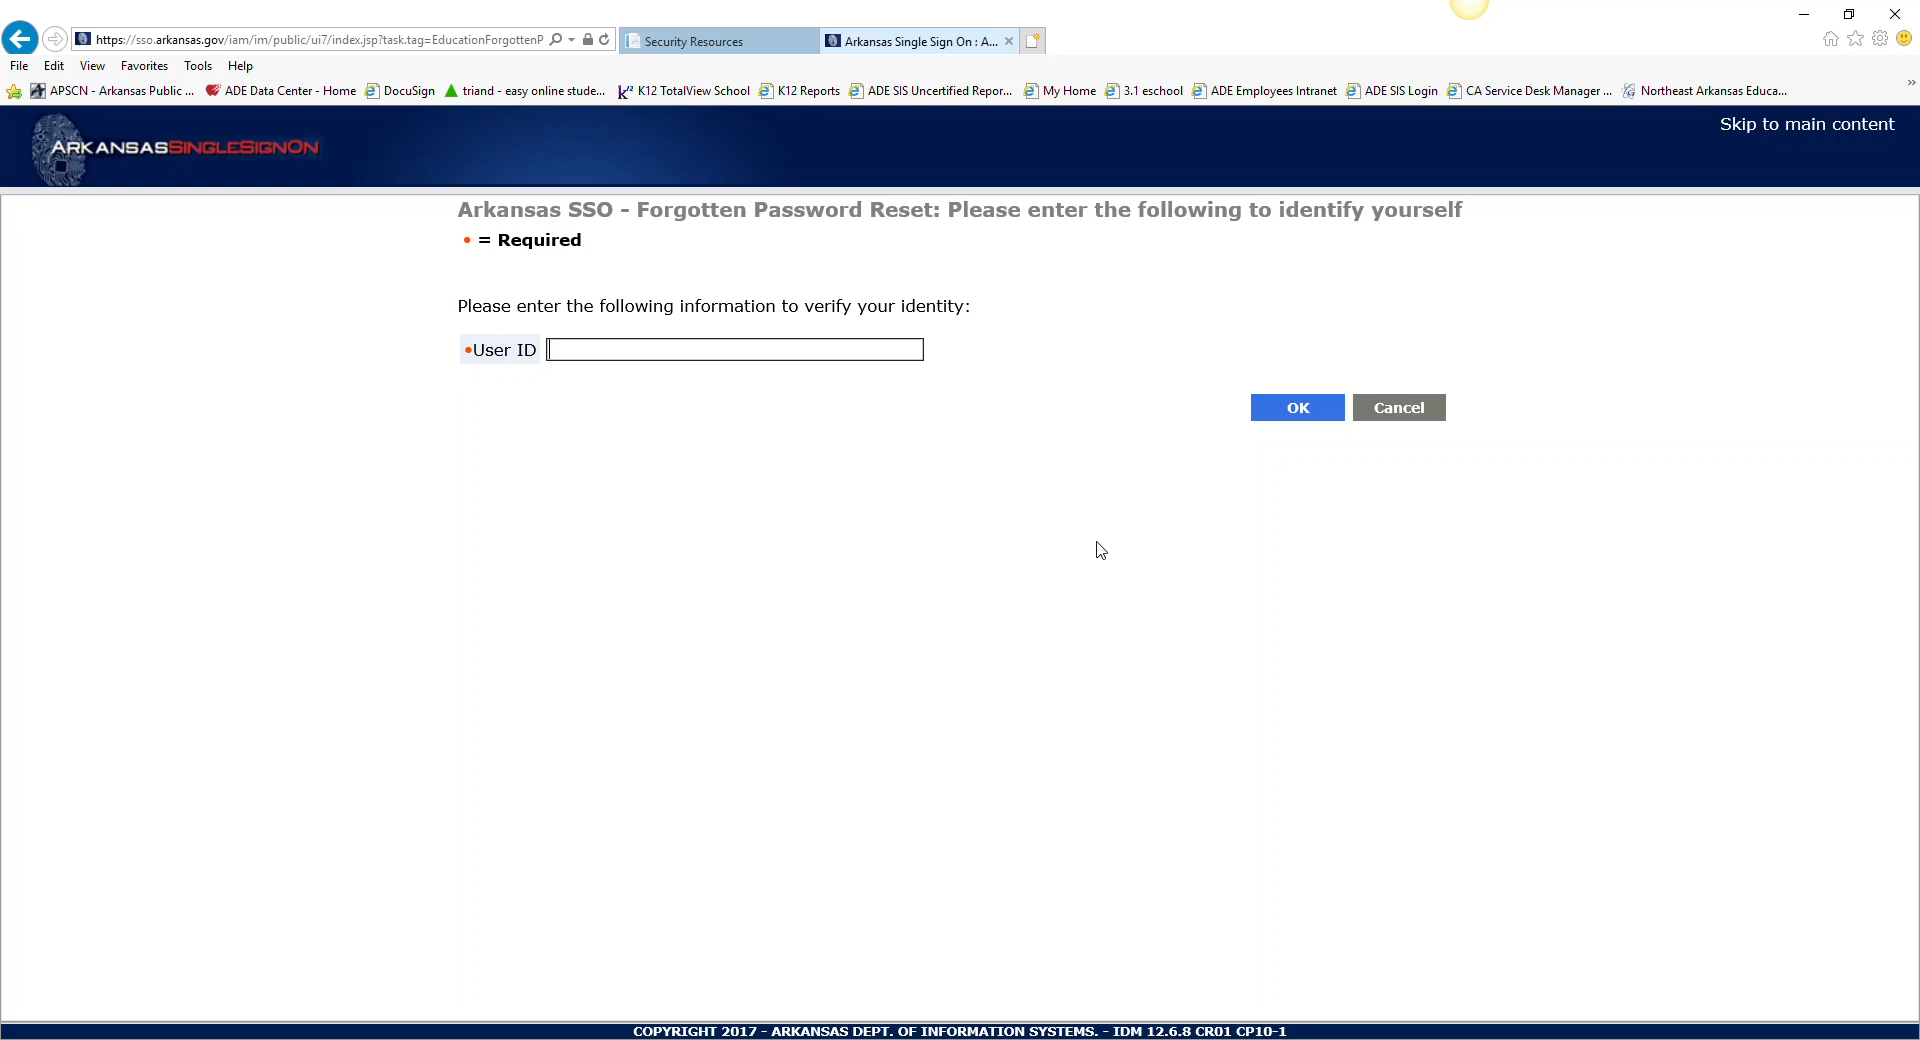 https://sso.arkansas.gov/iam/im/public/ui7/index.jsp?task.tag=EducationForgottenP
Security Resources
Arkansas Single Sign On : A...
File Edit View Favorites Tools Help
APSCN - Arkansas Public ... ADE Data Center - Home DocuSign triand - easy online stude... K12 TotalView School K12 Reports ADE SIS Uncertified Repor... My Home 3.1 eschool ADE Employees Intranet ADE SIS Login CA Service Desk Manager ... Northeast Arkansas Educa...
Skip to main content
ARKANSASSINGLESIGNON
Arkansas SSO - Forgotten Password Reset: Please enter the following to identify yourself
• = Required
Please enter the following information to verify your identity:
•User ID
OK Cancel
COPYRIGHT 2017 - ARKANSAS DEPT. OF INFORMATION SYSTEMS. - IDM 12.6.8 CR01 CP10-1